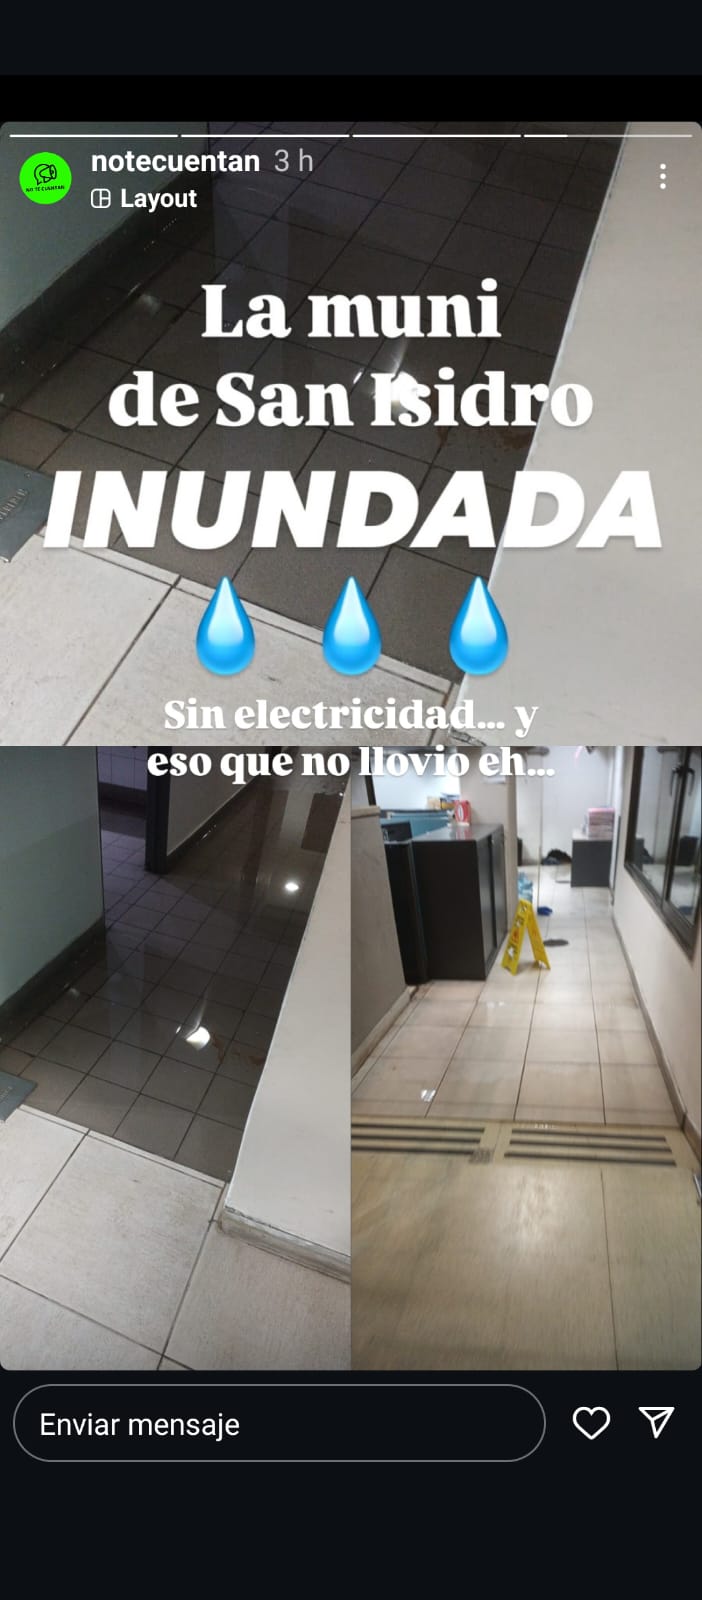 notecuentan 3 h
NO TE CUENTAN
Layout
La muni
de San Isidro
INUNDADA
Sin electricidad... y
eso que no llovio eh...
Enviar mensaje